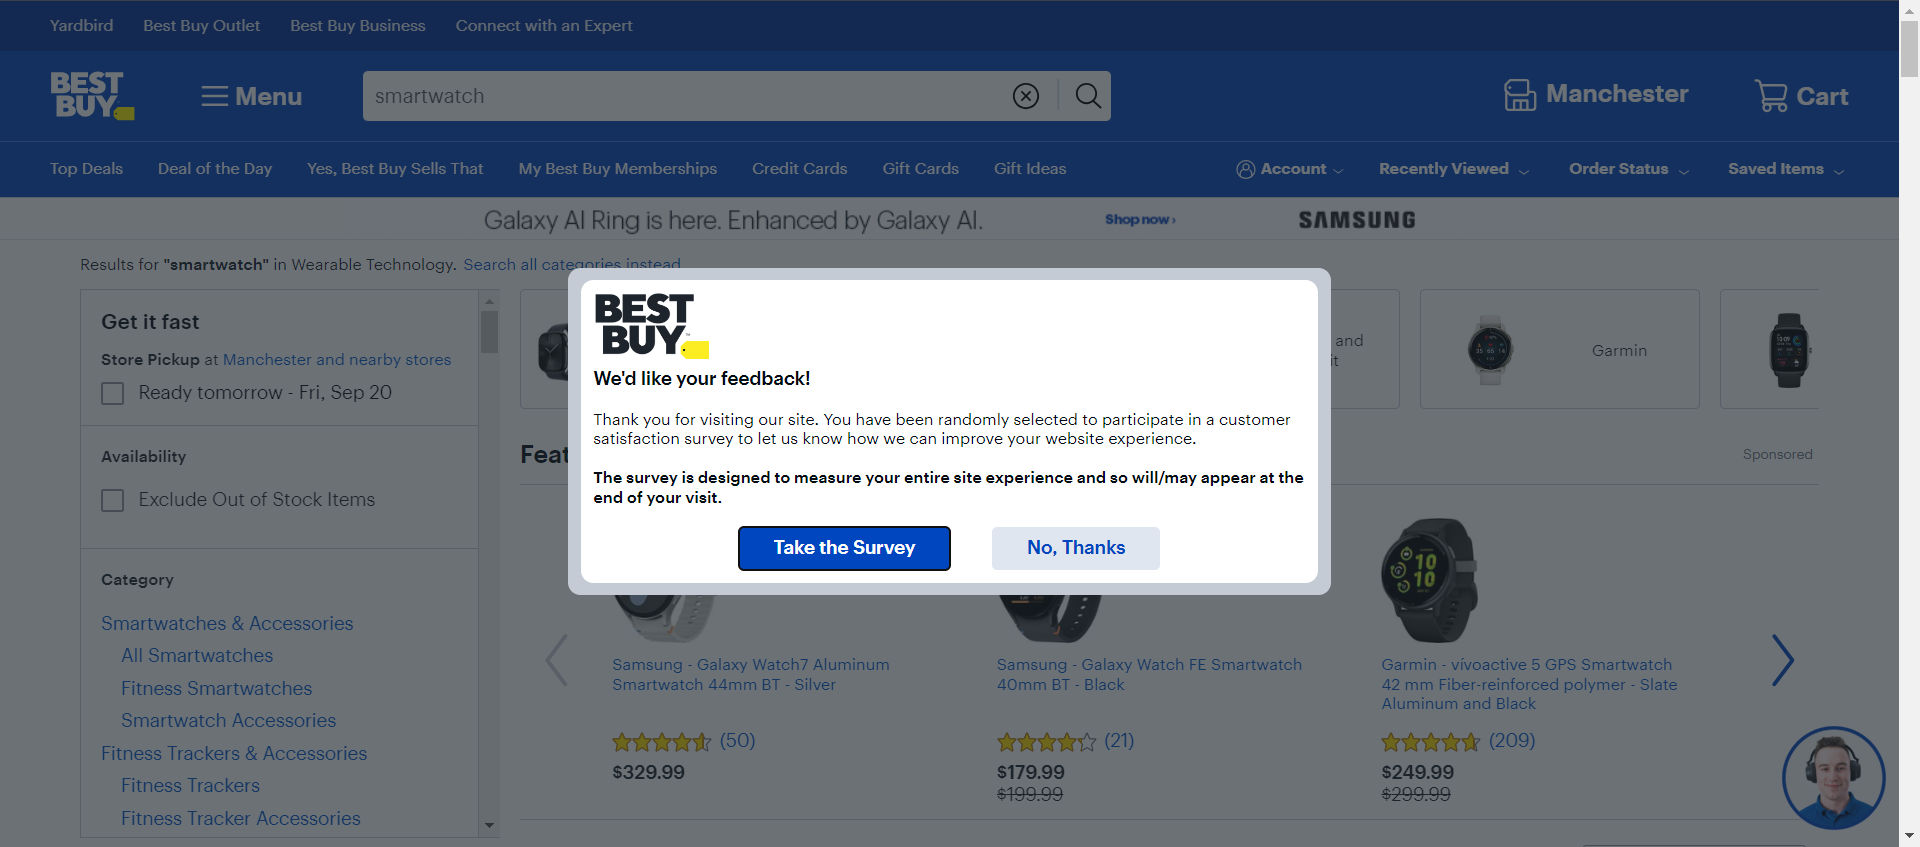 Yardbird Best Buy Outlet Best Buy Business Connect with an Expert
BEST BUY
Menu
smartwatch
Manchester
Cart
Top Deals Deal of the Day Yes, Best Buy Sells That My Best Buy Memberships Credit Cards Gift Cards Gift Ideas
Account Recently Viewed Order Status Saved Items
Galaxy AI Ring is here. Enhanced by Galaxy AI. Shop now › SAMSUNG
Results for "smartwatch" in Wearable Technology. Search all categories instead
Get it fast
Store Pickup at Manchester and nearby stores
Ready tomorrow - Fri, Sep 20
Availability
Exclude Out of Stock Items
Category
Smartwatches & Accessories
All Smartwatches
Fitness Smartwatches
Smartwatch Accessories
Fitness Trackers & Accessories
Fitness Trackers
Fitness Tracker Accessories
and
Garmin
Sponsored
BEST
BUY
We'd like your feedback!
Thank you for visiting our site. You have been randomly selected to participate in a customer
satisfaction survey to let us know how we can improve your website experience.
The survey is designed to measure your entire site experience and so will/may appear at the
end of your visit.
Take the Survey
No, Thanks
Samsung - Galaxy Watch7 Aluminum
Smartwatch 44mm BT - Silver
(50)
$329.99
Samsung - Galaxy Watch FE Smartwatch
40mm BT - Black
(21)
$179.99
$199.99
Garmin - vívoactive 5 GPS Smartwatch
42 mm Fiber-reinforced polymer - Slate
Aluminum and Black
(209)
$249.99
$299.99